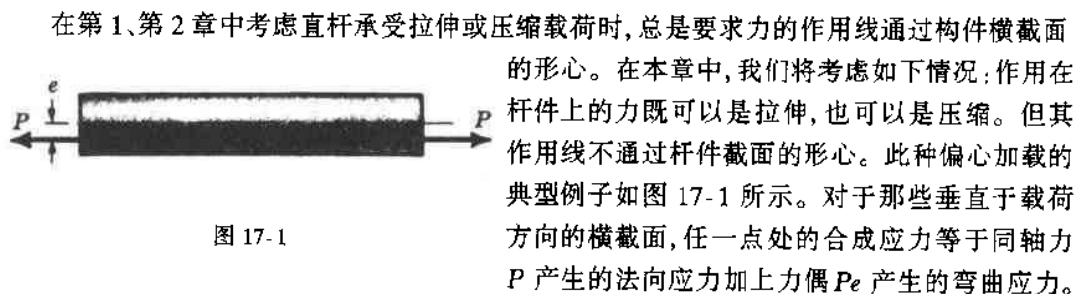 在第1、第2章中考虑直杆承受拉伸或压缩载荷时,总是要求力的作用线通过构件横截面
的形心。在本章中,我们将考虑如下情况:作用在
杆件上的力既可以是拉伸,也可以是压缩。但其
作用线不通过杆件截面的形心。此种偏心加载的
典型例子如图17-1所示。对于那些垂直于载荷
方向的横截面,任一点处的合成应力等于同轴力
P产生的法向应力加上力偶Pe产生的弯曲应力。
e
P
P
图17-1